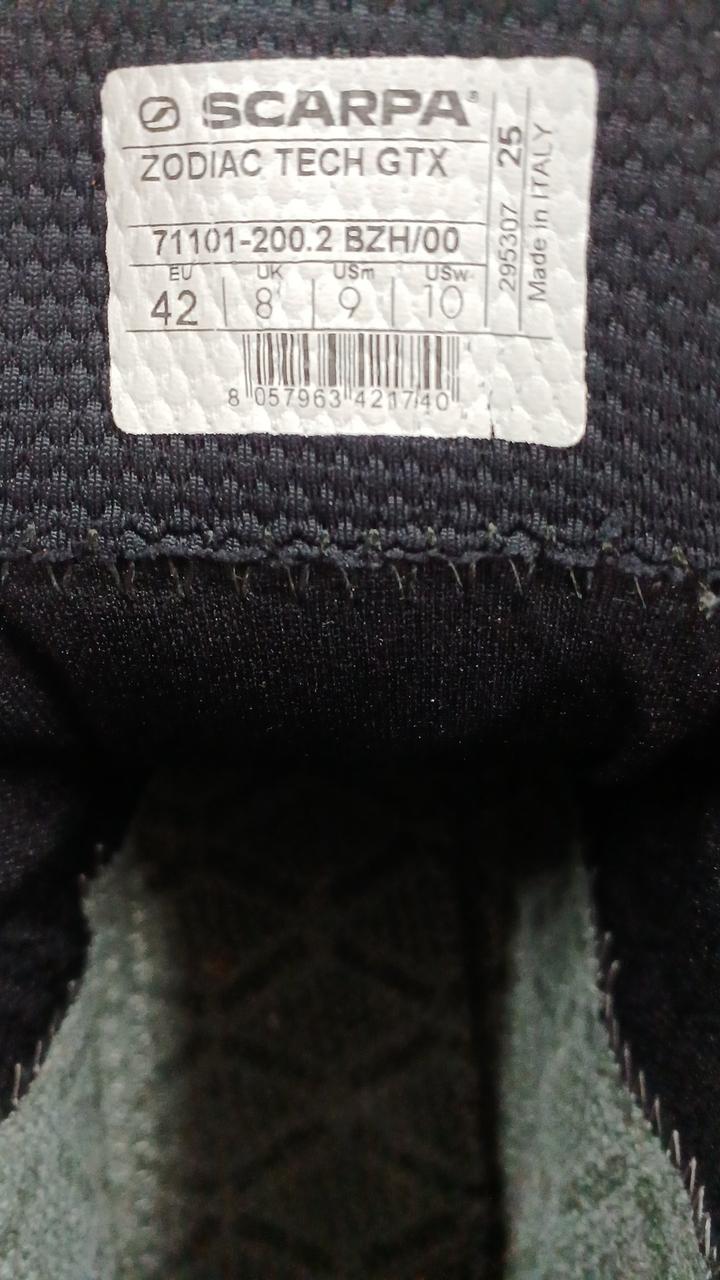 SCARPA
ZODIAC TECH GTX
71101-200.2 BZH/00
EU UK USm USw
42 8 9 10
8 057963 421740
295307 25
Made in ITALY